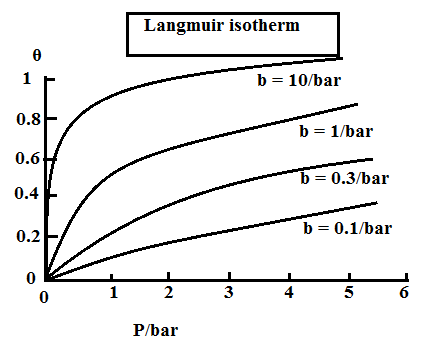 Langmuir isotherm
θ
1
b = 10/bar
0.8
b = 1/bar
0.6
b = 0.3/bar
0.4
b = 0.1/bar
0.2
0
0 1 2 3 4 5 6
P/bar